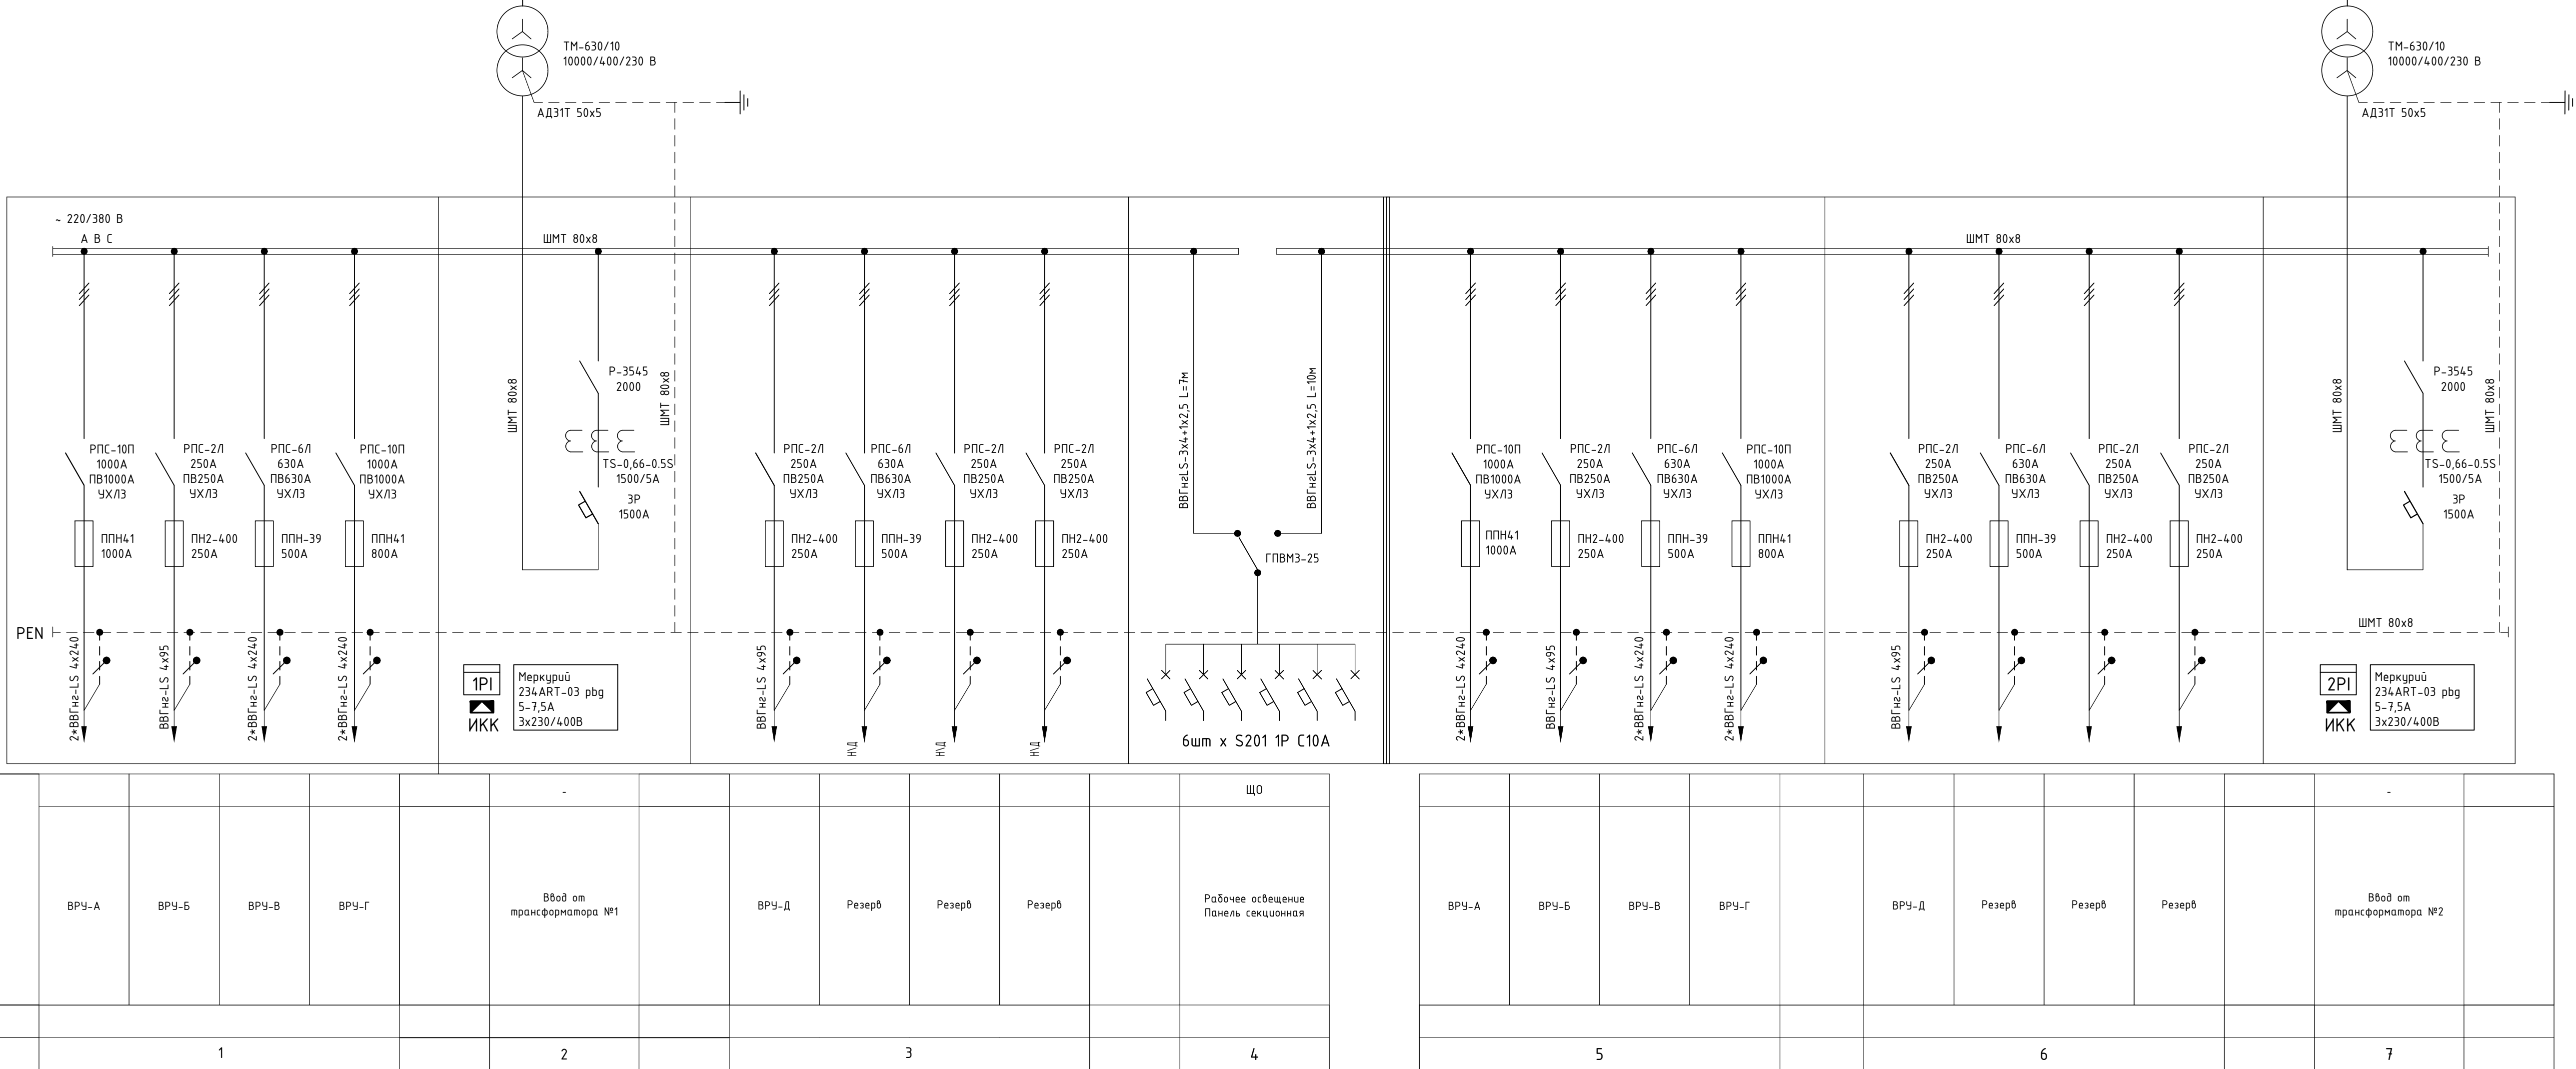 ТМ-630/10
10000/400/230 В
АД31Т 50х5
ТМ-630/10
10000/400/230 В
АД31Т 50х5
~ 220/380 В
А В С
ШМТ 80х8
ШМТ 80х8
РПС-10П
1000А
ПВ1000А
УХЛ3
ППН41
1000А
2*ВВГнг-LS 4х240
РПС-2Л
250А
ПВ250А
УХЛ3
ПН2-400
250А
ВВГнг-LS 4х95
РПС-6Л
630А
ПВ630А
УХЛ3
ППН-39
500А
2*ВВГнг-LS 4х240
РПС-10П
1000А
ПВ1000А
УХЛ3
ППН41
800А
2*ВВГнг-LS 4х240
PEN
ШМТ 80х8
Р-3545
2000
ШМТ 80х8
TS-0,66-0.5S
1500/5А
3Р
1500А
1PI
ИКК
Меркурий
234ART-03 pbg
5-7,5А
3х230/400В
РПС-2Л
250А
ПВ250А
УХЛ3
ПН2-400
250А
ВВГнг-LS 4х95
РПС-6Л
630А
ПВ630А
УХЛ3
ППН-39
500А
Н\Д
РПС-2Л
250А
ПВ250А
УХЛ3
ПН2-400
250А
Н\Д
РПС-2Л
250А
ПВ250А
УХЛ3
ПН2-400
250А
Н\Д
ВВГнгLS-3х4+1х2,5 L=7м
ВВГнгLS-3х4+1х2,5 L=10м
ГПВМЗ-25
6шт х S201 1P C10A
РПС-10П
1000А
ПВ1000А
УХЛ3
ППН41
1000А
2*ВВГнг-LS 4х240
РПС-2Л
250А
ПВ250А
УХЛ3
ПН2-400
250А
ВВГнг-LS 4х95
РПС-6Л
630А
ПВ630А
УХЛ3
ППН-39
500А
2*ВВГнг-LS 4х240
РПС-10П
1000А
ПВ1000А
УХЛ3
ППН41
800А
2*ВВГнг-LS 4х240
РПС-2Л
250А
ПВ250А
УХЛ3
ПН2-400
250А
ВВГнг-LS 4х95
РПС-6Л
630А
ПВ630А
УХЛ3
ППН-39
500А
РПС-2Л
250А
ПВ250А
УХЛ3
ПН2-400
250А
РПС-2Л
250А
ПВ250А
УХЛ3
ПН2-400
250А
ШМТ 80х8
Р-3545
2000
ШМТ 80х8
TS-0,66-0.5S
1500/5А
3Р
1500А
ШМТ 80х8
2PI
ИКК
Меркурий
234ART-03 pbg
5-7,5А
3х230/400В
-
ЩО
-
ВРУ-А
ВРУ-Б
ВРУ-В
ВРУ-Г
Ввод от
трансформатора №1
ВРУ-Д
Резерв
Резерв
Резерв
Рабочее освещение
Панель секционная
ВРУ-А
ВРУ-Б
ВРУ-В
ВРУ-Г
ВРУ-Д
Резерв
Резерв
Резерв
Ввод от
трансформатора №2
1
2
3
4
5
6
7